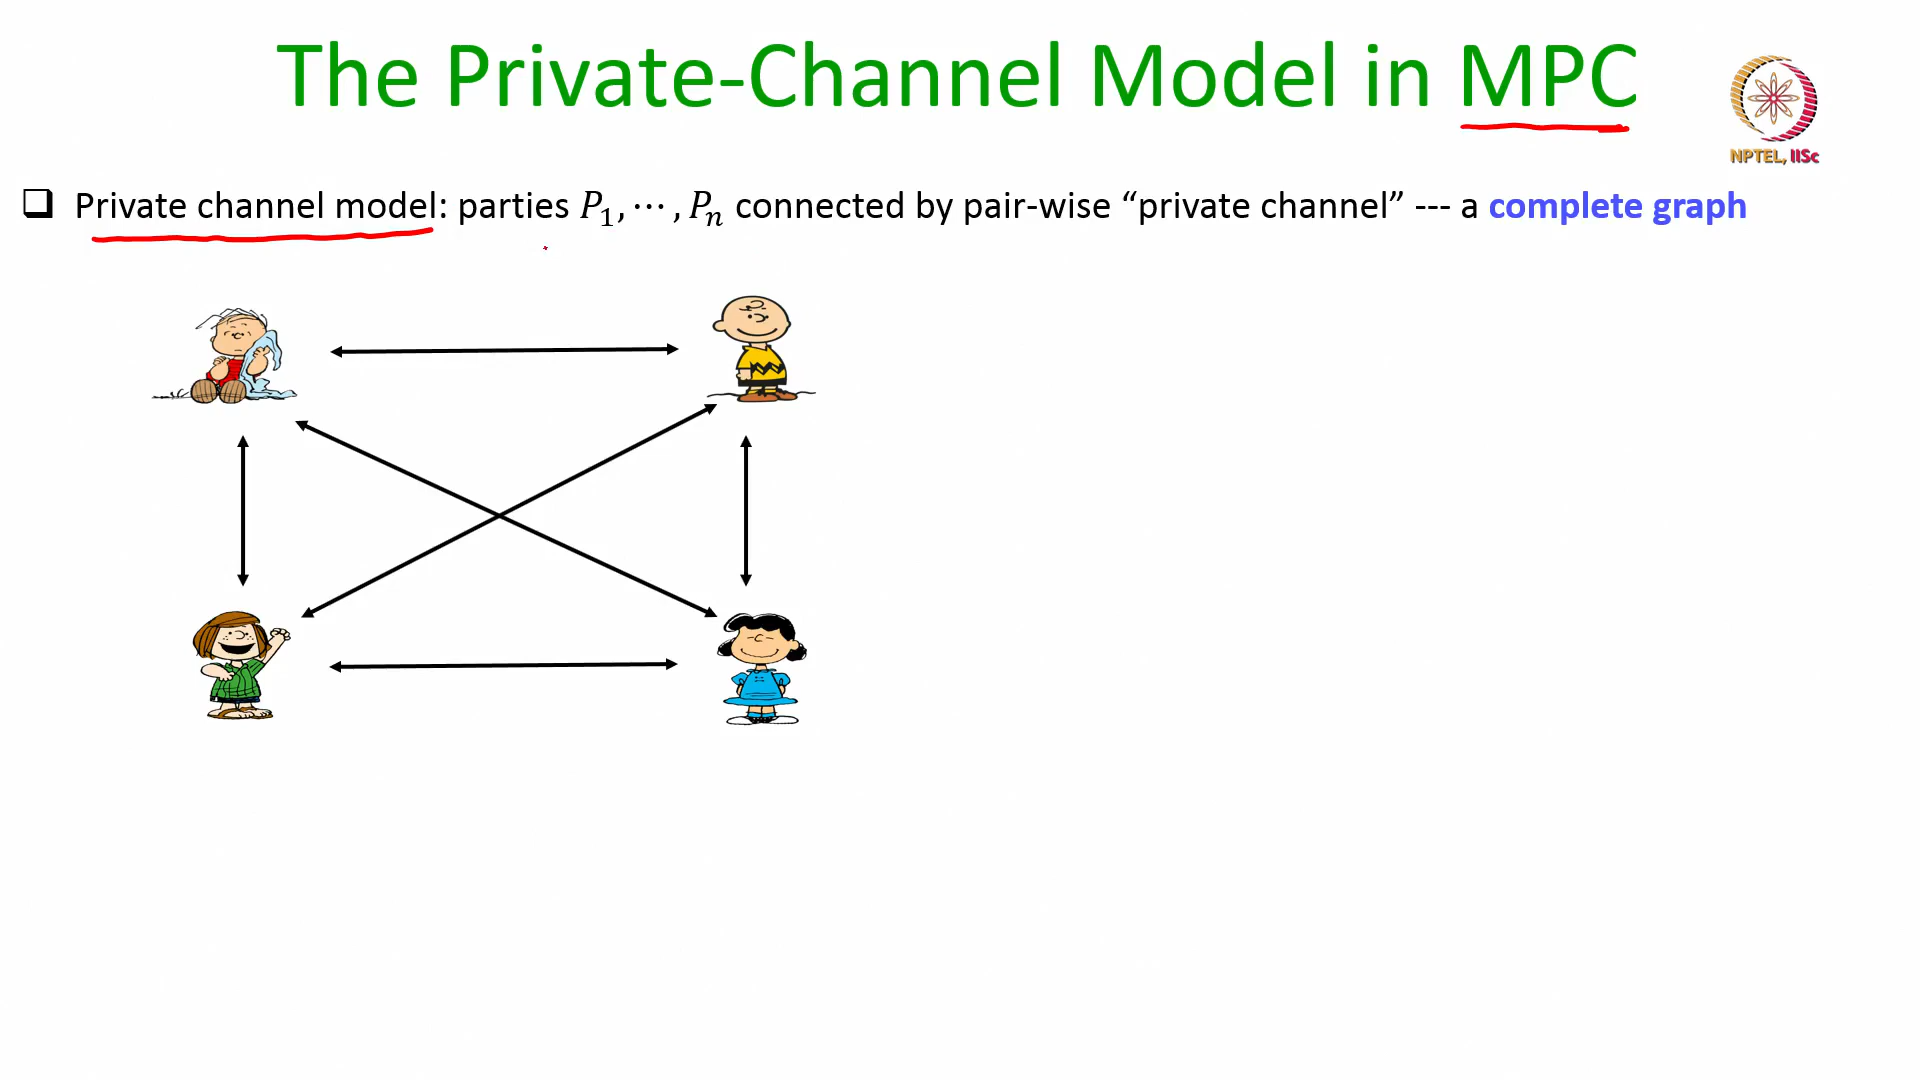 The Private-Channel Model in MPC
NPTEL, IISc
❑ Private channel model: parties P₁, ⋯ , Pₙ connected by pair-wise “private channel” --- a complete graph